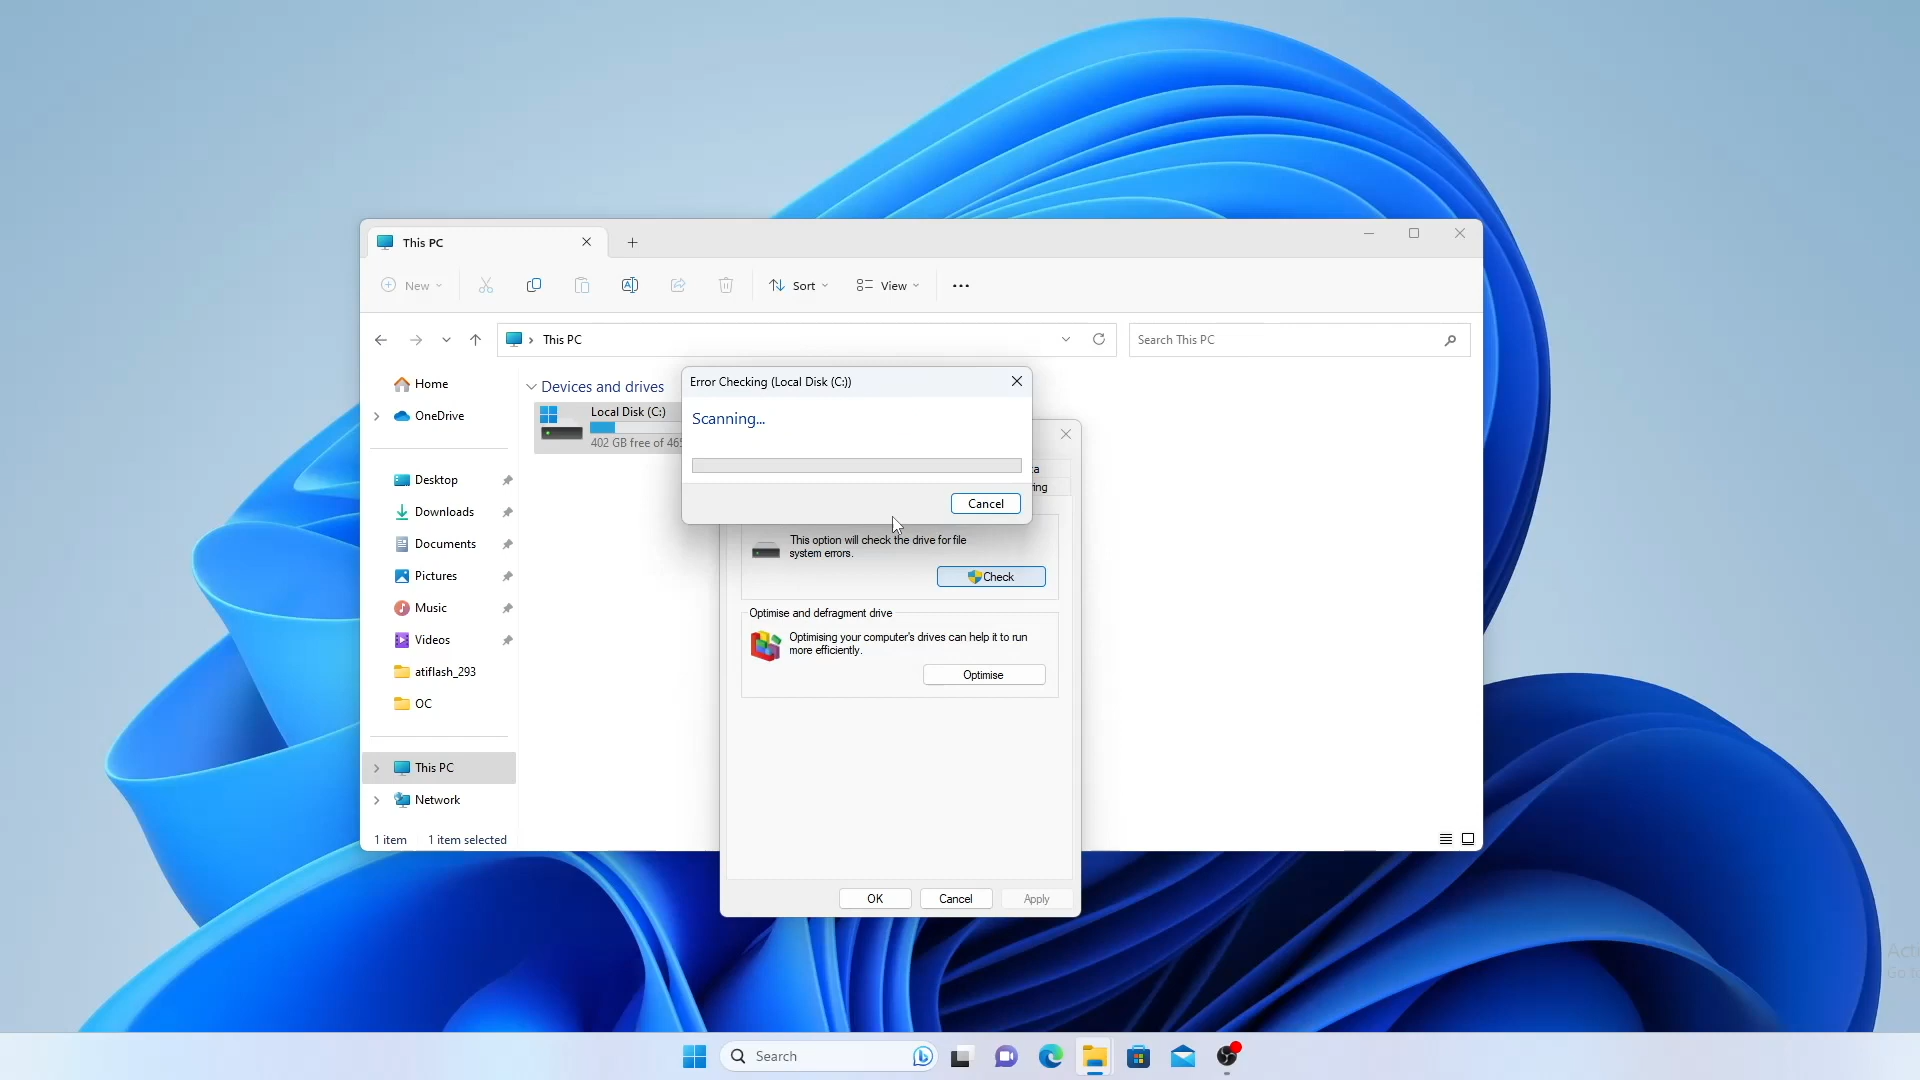 This PC
New
Sort
View
This PC
Search This PC
Home
OneDrive
Desktop
Downloads
Documents
Pictures
Music
Videos
atiflash_293
OC
This PC
Network
1 item
1 item selected
Devices and drives
Local Disk (C:)
402 GB free of 465
Error Checking (Local Disk (C:))
Scanning...
Cancel
This option will check the drive for file
system errors.
Check
Optimise and defragment drive
Optimising your computer's drives can help it to run
more efficiently.
Optimise
OK
Cancel
Apply
Search